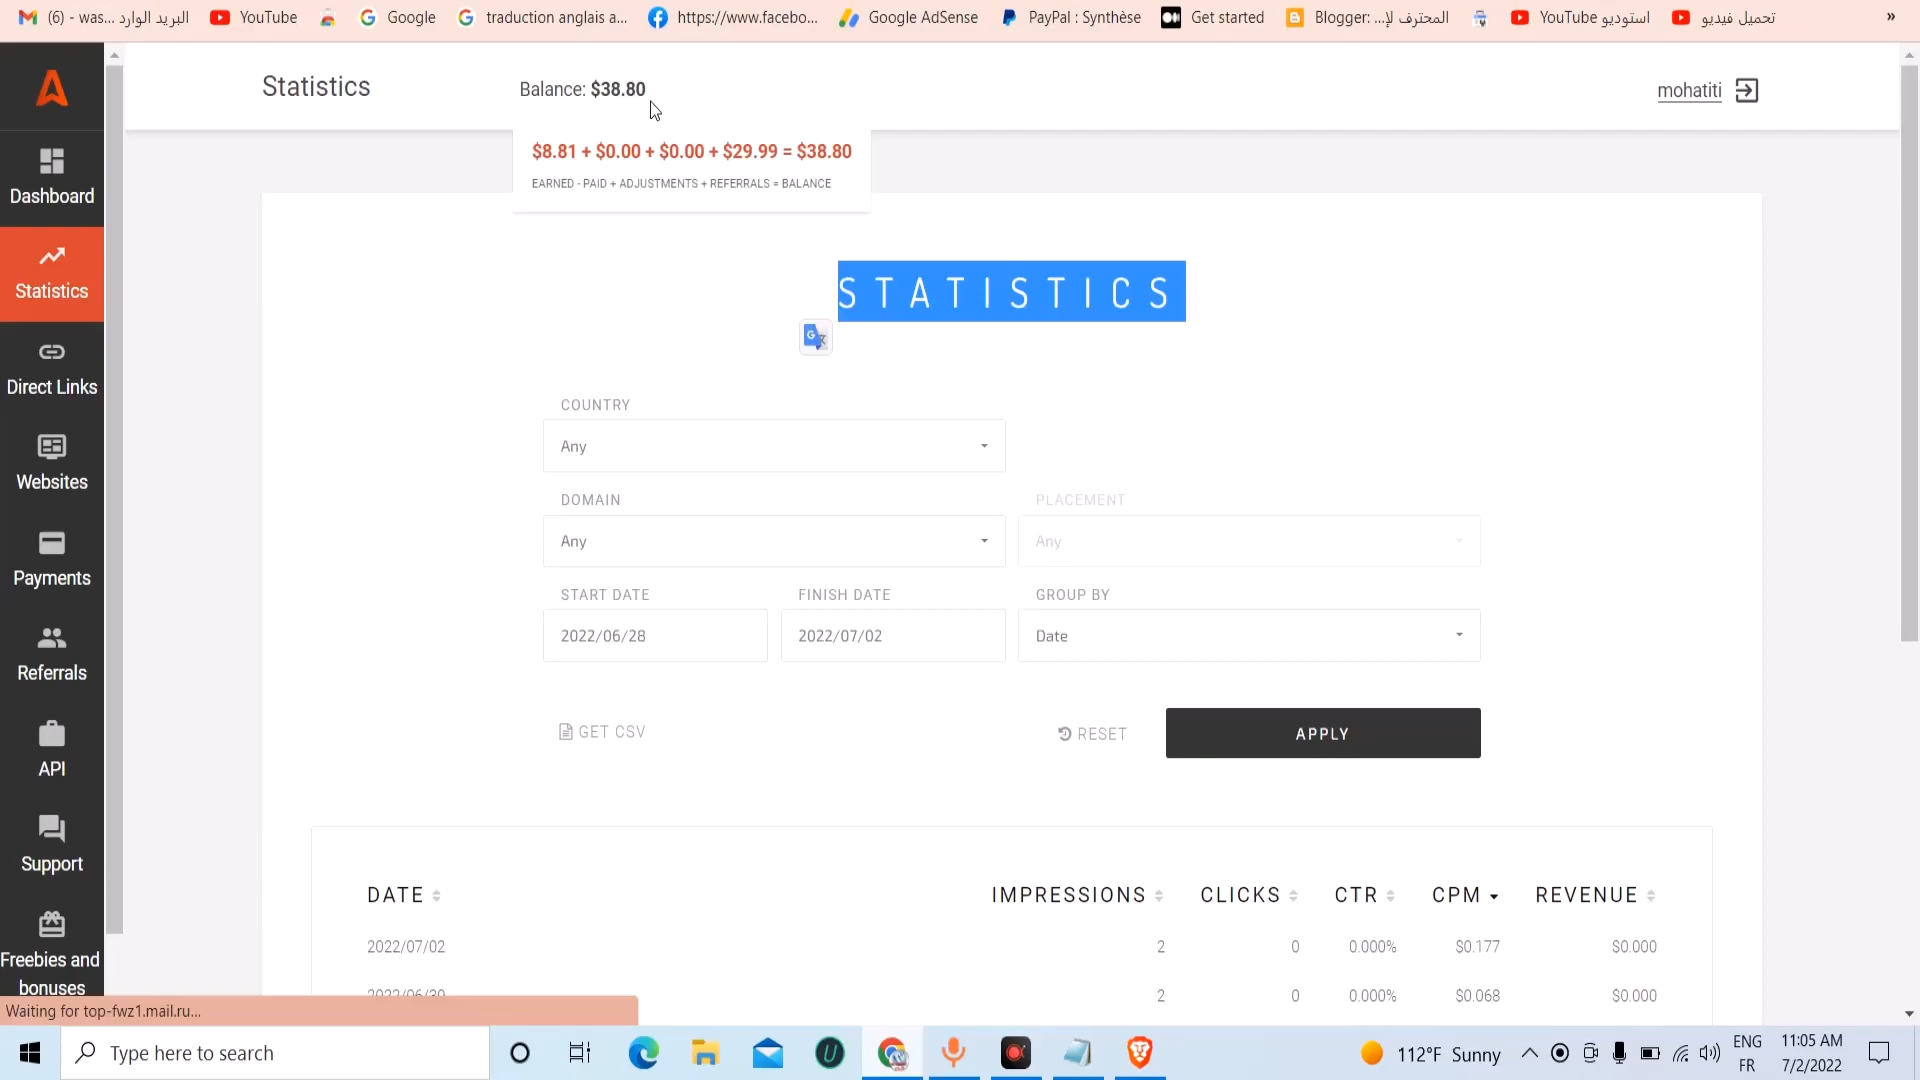 (6) - was... البريد الوارد
YouTube
Google
traduction anglais a...
https://www.facebo...
Google AdSense
PayPal : Synthèse
Get started
Blogger: ...المحترف لإ
YouTube استوديو
تحميل فيديو
»
Statistics
Balance: $38.80
mohatiti
$8.81 + $0.00 + $0.00 + $29.99 = $38.80
EARNED - PAID + ADJUSTMENTS + REFERRALS = BALANCE
Dashboard
Statistics
Direct Links
Websites
Payments
Referrals
API
Support
Freebies and
bonuses
STATISTICS
COUNTRY
Any
DOMAIN
PLACEMENT
Any
Any
START DATE
FINISH DATE
GROUP BY
2022/06/28
2022/07/02
Date
GET CSV
RESET
APPLY
DATE IMPRESSIONS CLICKS CTR CPM REVENUE
2022/07/02 2 0 0.000% $0.177 $0.000
2022/06/30 2 0 0.000% $0.068 $0.000
Waiting for top-fwz1.mail.ru...
Type here to search
112°F Sunny
ENG
FR
11:05 AM
7/2/2022